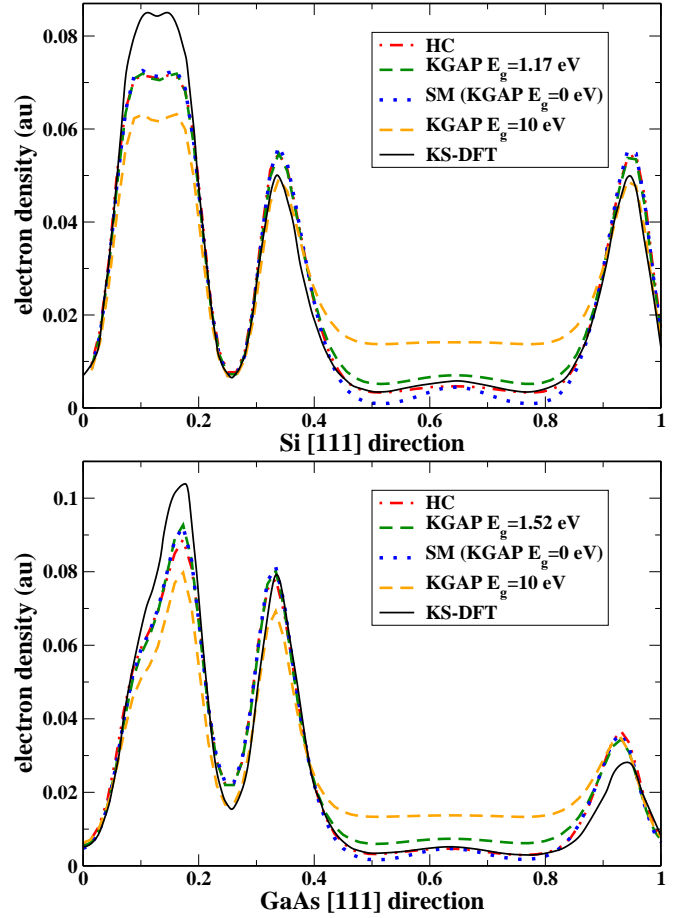 0.08
0.06
0.04
0.02
0
electron density (au)
HC
KGAP E_g=1.17 eV
SM (KGAP E_g=0 eV)
KGAP E_g=10 eV
KS-DFT
0 0.2 0.4 0.6 0.8 1
Si [111] direction
0.1
0.08
0.06
0.04
0.02
0
electron density (au)
HC
KGAP E_g=1.52 eV
SM (KGAP E_g=0 eV)
KGAP E_g=10 eV
KS-DFT
0 0.2 0.4 0.6 0.8 1
GaAs [111] direction